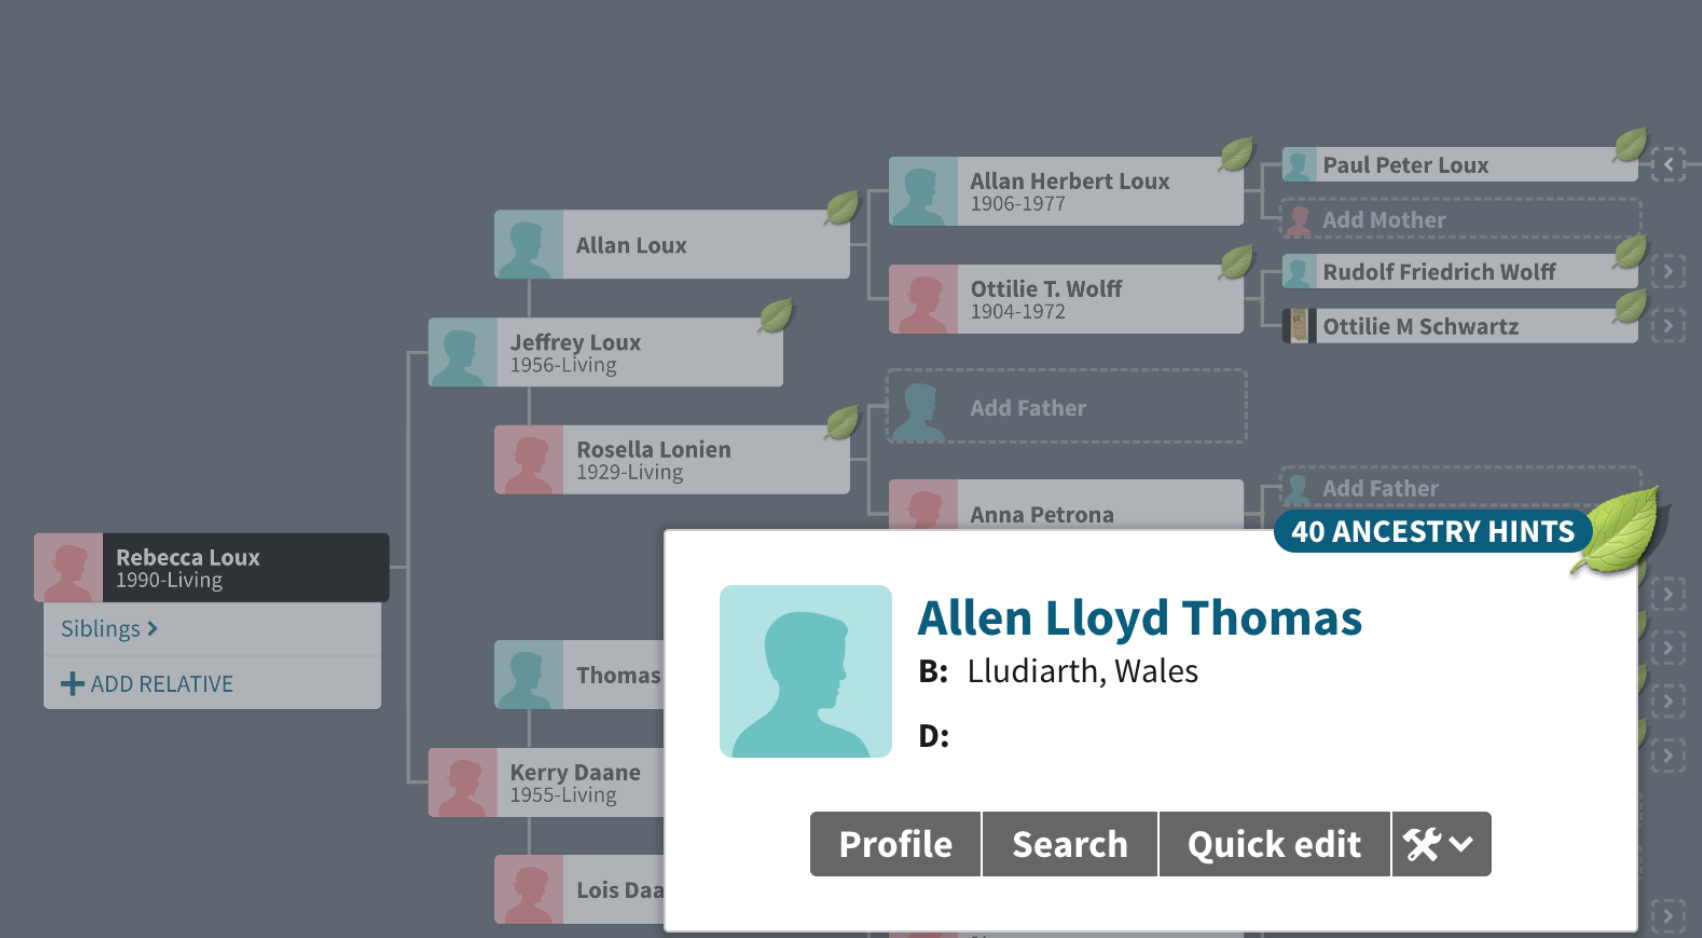 Paul Peter Loux
Allan Herbert Loux
1906-1977
Add Mother
Allan Loux
Rudolf Friedrich Wolff
Ottilie T. Wolff
1904-1972
Ottilie M Schwartz
Jeffrey Loux
1956-Living
Add Father
Rosella Lonien
1929-Living
Add Father
Anna Petrona
40 ANCESTRY HINTS
Rebecca Loux
1990-Living
Siblings
ADD RELATIVE
Allen Lloyd Thomas
B: Lludiarth, Wales
D:
Thomas
Kerry Daane
1955-Living
Lois Daa
Profile
Search
Quick edit